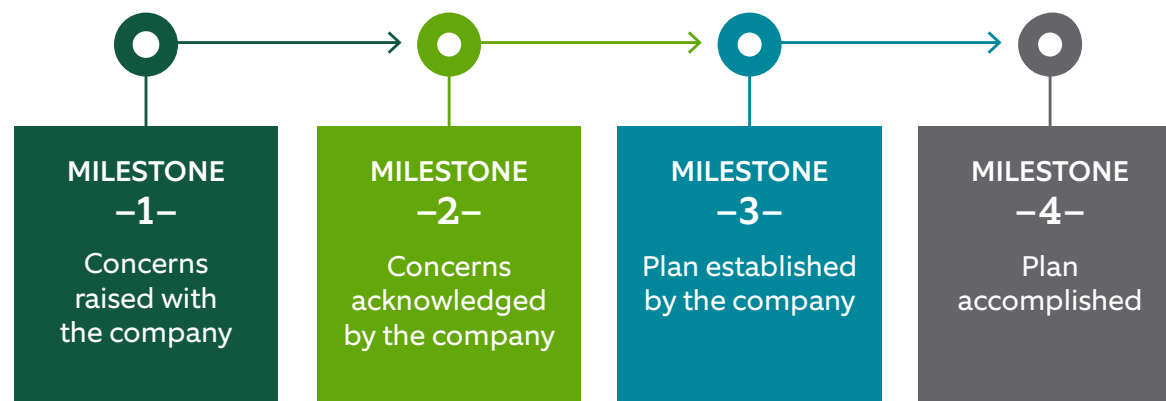 MILESTONE
–1–
Concerns
raised with
the company
MILESTONE
–2–
Concerns
acknowledged
by the company
MILESTONE
–3–
Plan established
by the company
MILESTONE
–4–
Plan
accomplished